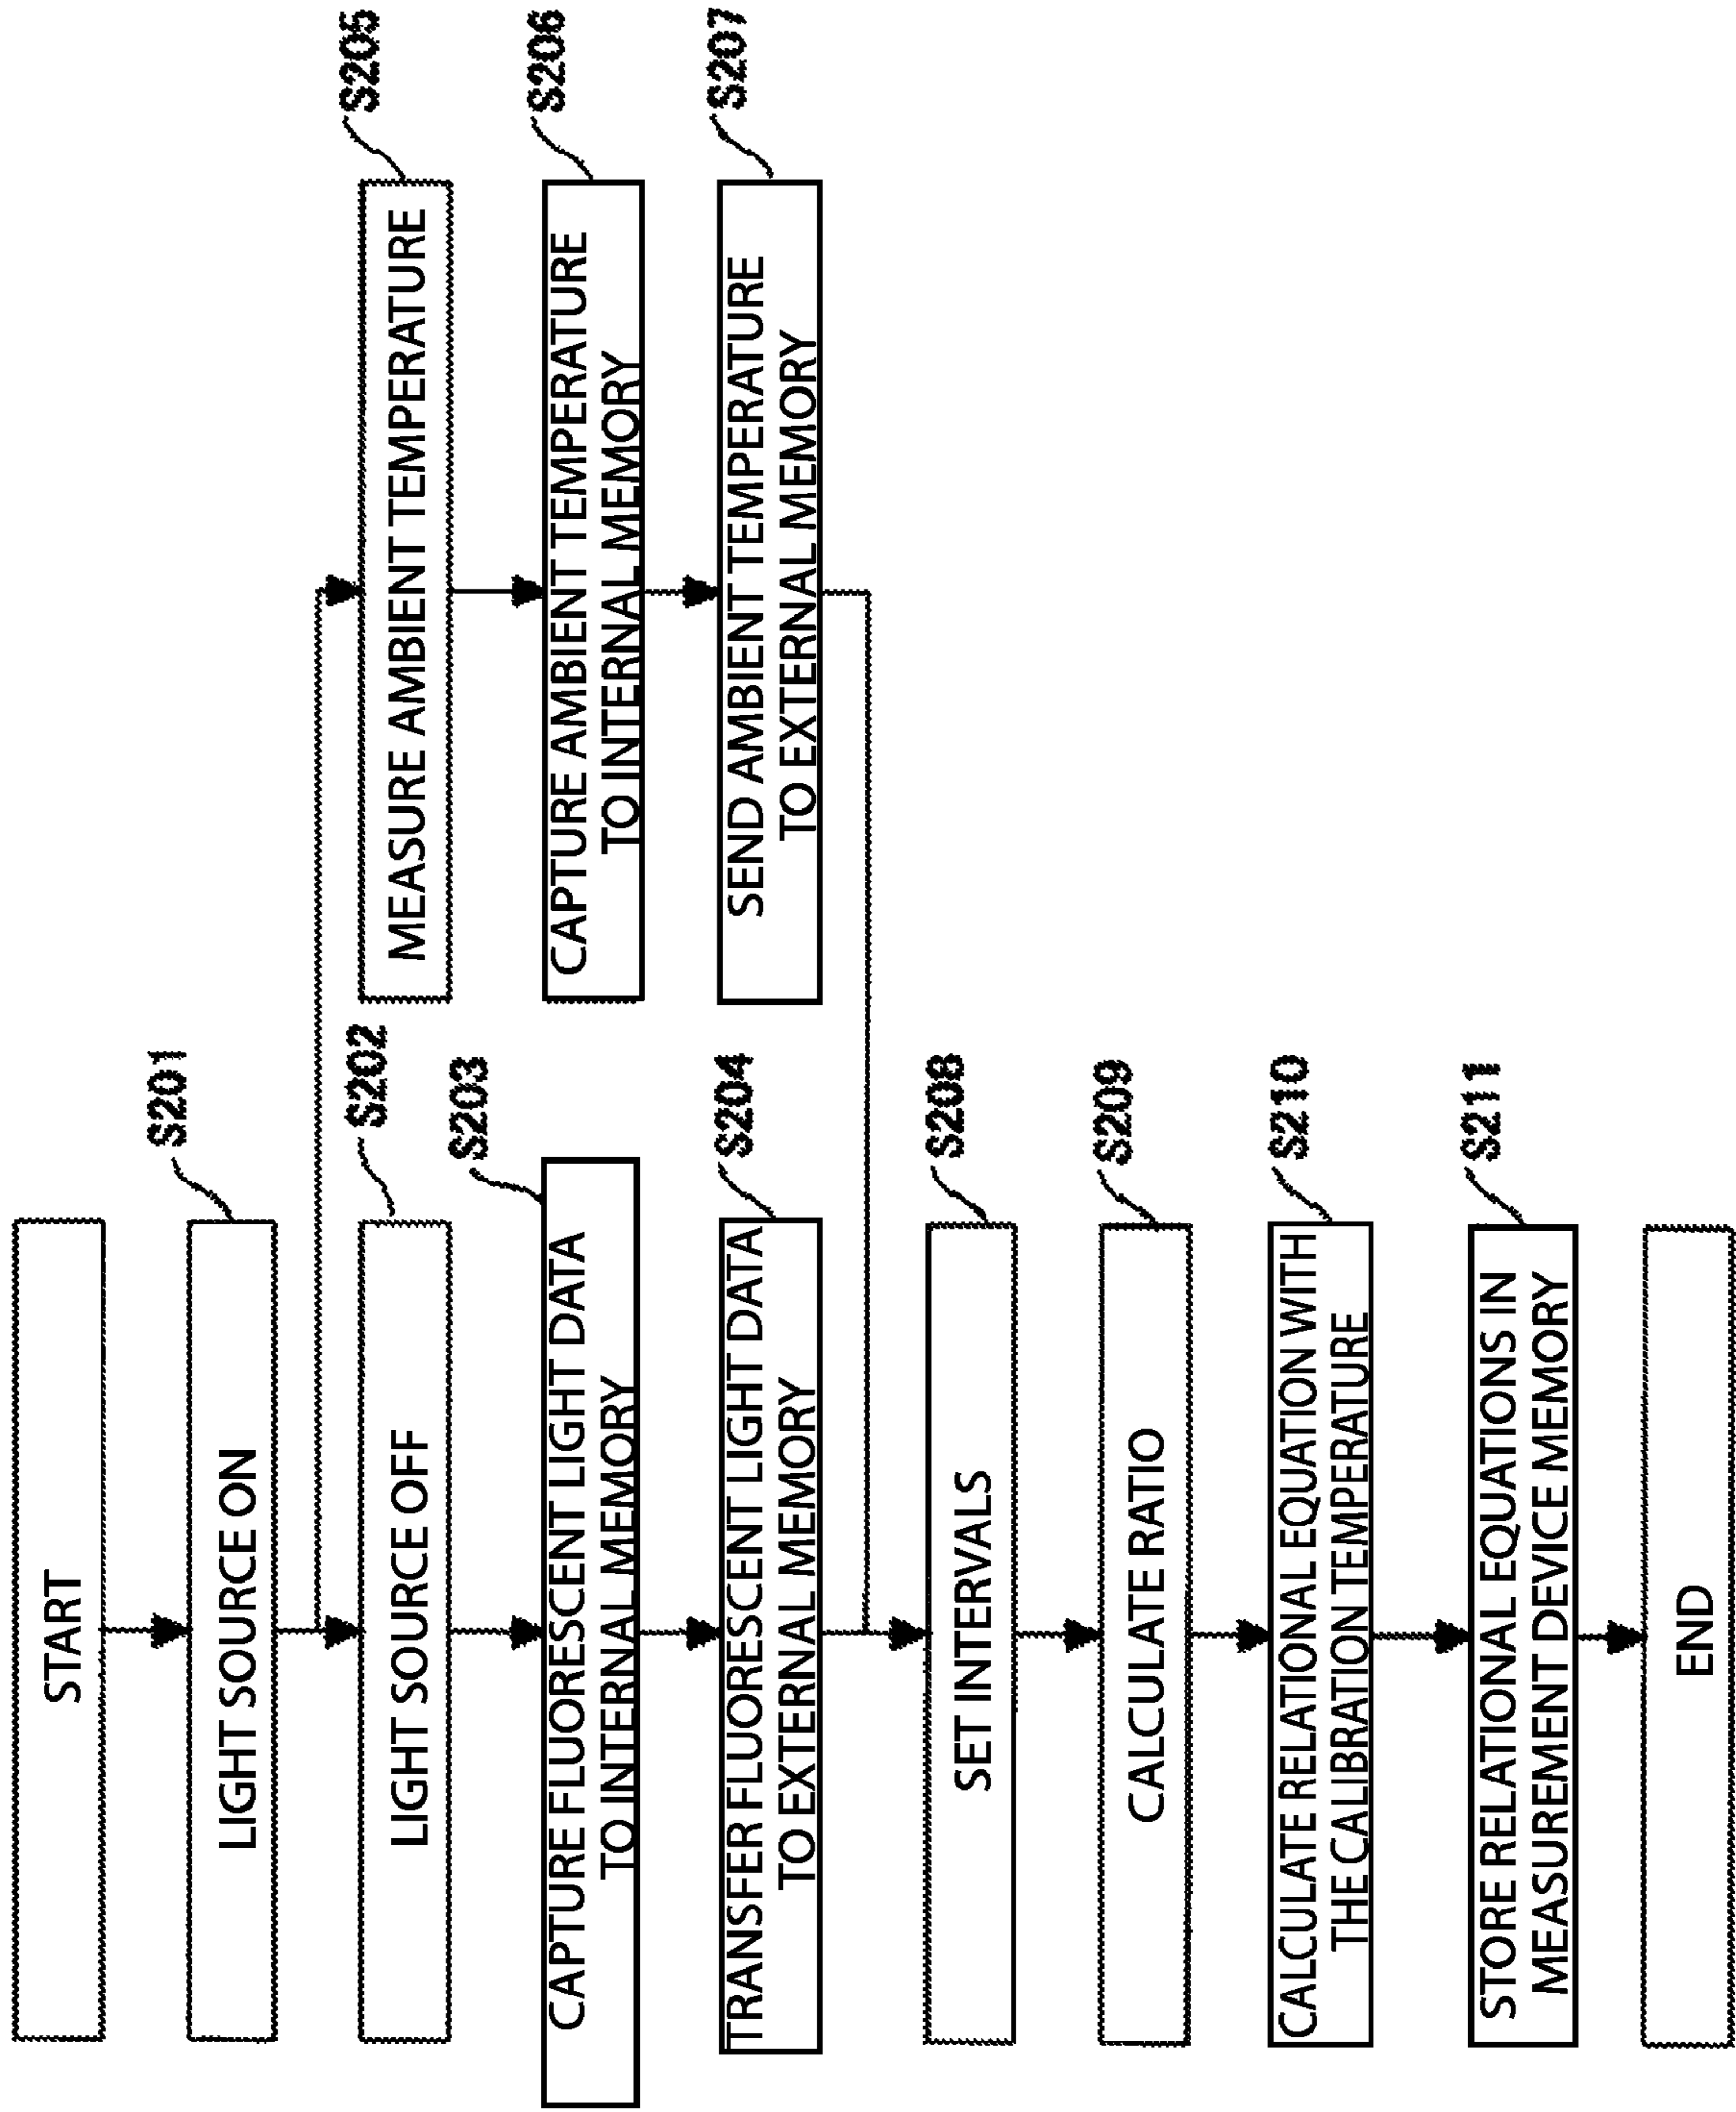 START
LIGHT SOURCE ON
S201
LIGHT SOURCE OFF
S202
CAPTURE FLUORESCENT LIGHT DATA
TO INTERNAL MEMORY
S203
TRANSFER FLUORESCENT LIGHT DATA
TO EXTERNAL MEMORY
S204
MEASURE AMBIENT TEMPERATURE
S205
CAPTURE AMBIENT TEMPERATURE
TO INTERNAL MEMORY
S206
SEND AMBIENT TEMPERATURE
TO EXTERNAL MEMORY
S207
SET INTERVALS
S208
CALCULATE RATIO
S209
CALCULATE RELATIONAL EQUATION WITH
THE CALIBRATION TEMPERATURE
S210
STORE RELATIONAL EQUATIONS IN
MEASUREMENT DEVICE MEMORY
S211
END